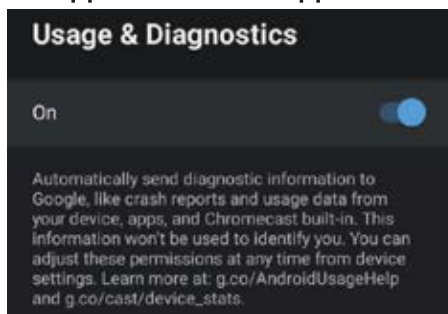 Usage & Diagnostics
On
Automatically send diagnostic information to
Google, like crash reports and usage data from
your device, apps, and Chromecast built-in. This
information won't be used to identify you. You can
adjust these permissions at any time from device
settings. Learn more at: g.co/AndroidUsageHelp
and g.co/cast/device_stats.